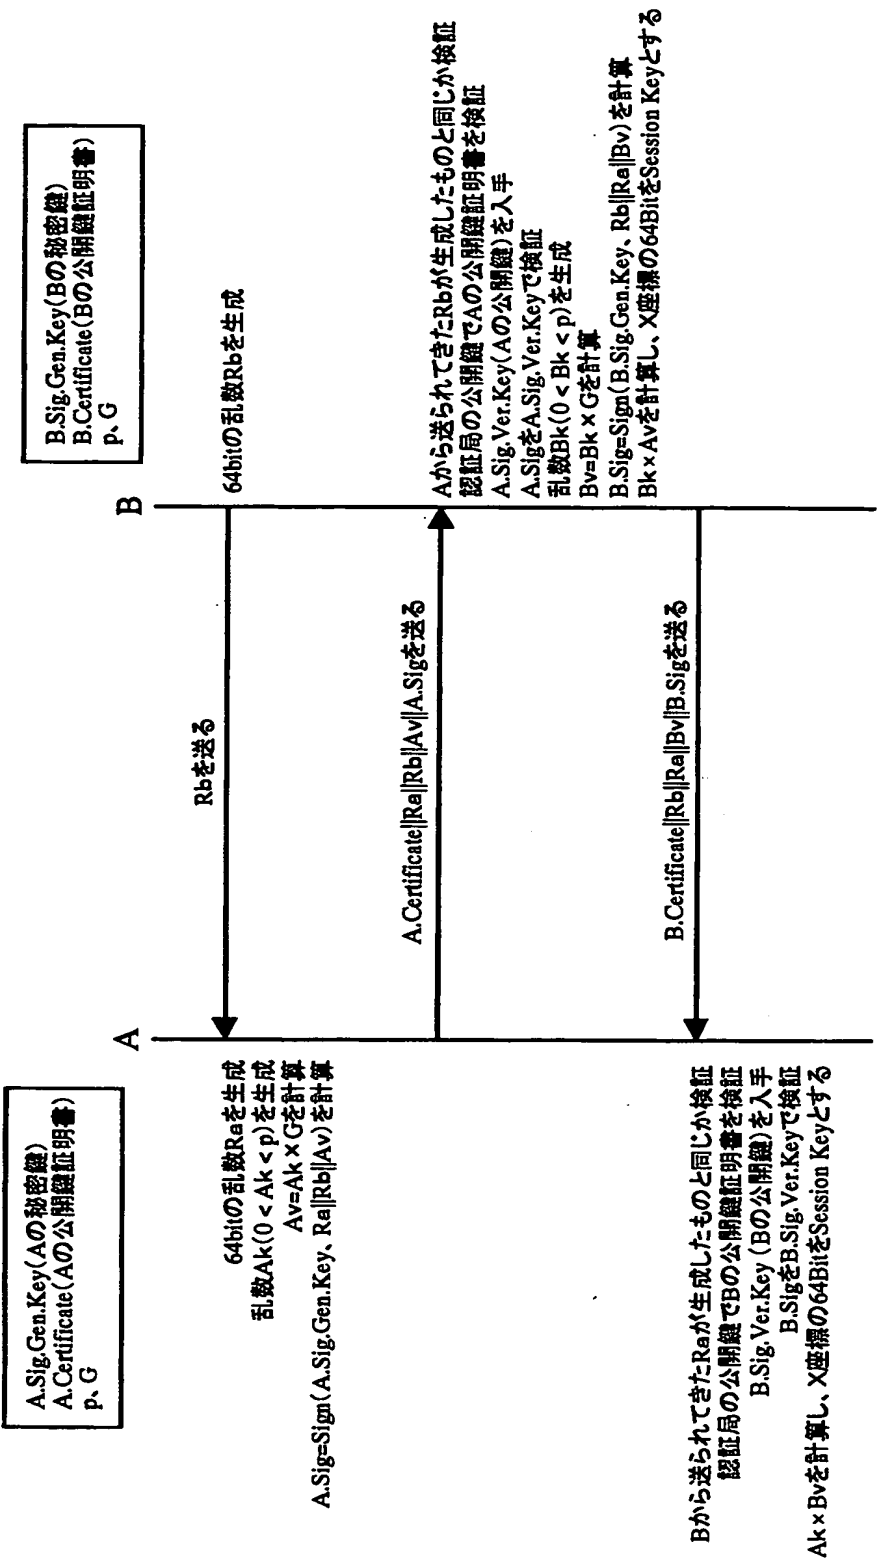 A.Sig.Gen.Key(Aの秘密鍵)
A.Certificate(Aの公開鍵証明書)
p、G
B.Sig.Gen.Key(Bの秘密鍵)
B.Certificate(Bの公開鍵証明書)
p、G
A
B
64bitの乱数Rbを生成
Rbを送る
64bitの乱数Raを生成
乱数Ak(0 < Ak < p)を生成
Av=Ak×Gを計算
A.Sig=Sign(A.Sig.Gen.Key、Ra||Rb||Av)を計算
A.Certificate||Ra||Rb||Av||A.Sigを送る
Aから送られてきたRbが生成したものと同じか検証
認証局の公開鍵でAの公開鍵証明書を検証
A.Sig.Ver.Key(Aの公開鍵)を入手
A.SigをA.Sig.Ver.Keyで検証
乱数Bk(0 < Bk < p)を生成
Bv=Bk×Gを計算
B.Sig=Sign(B.Sig.Gen.Key、Rb||Ra||Bv)を計算
Bk×Avを計算し、X座標の64BitをSession Keyとする
B.Certificate||Rb||Ra||Bv||B.Sigを送る
Bから送られてきたRaが生成したものと同じか検証
認証局の公開鍵でBの公開鍵証明書を検証
B.Sig.Ver.Key (Bの公開鍵)を入手
B.SigをB.Sig.Ver.Keyで検証
Ak×Bvを計算し、X座標の64BitをSession Keyとする